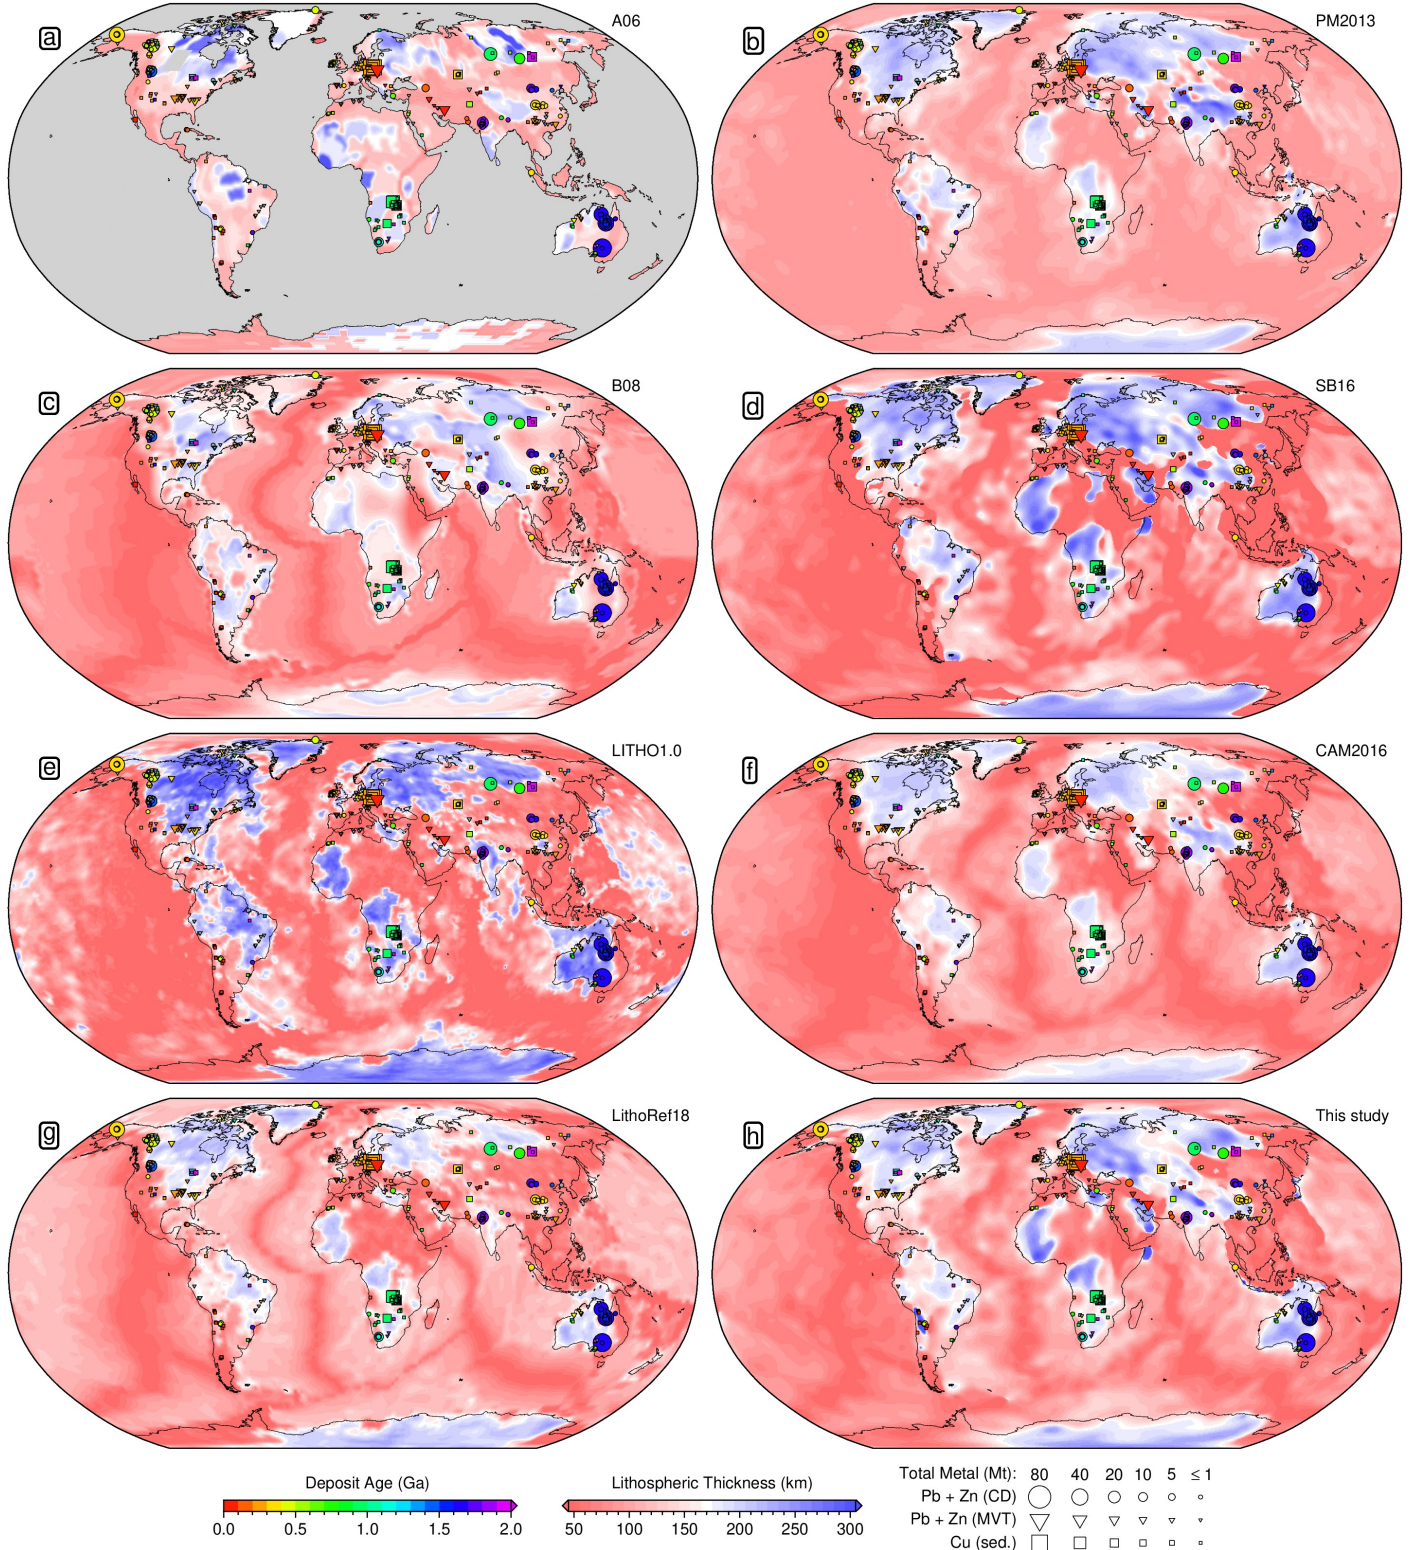 a
A06
b
PM2013
c
B08
d
SB16
e
LITHO1.0
f
CAM2016
g
LithoRef18
h
This study
Deposit Age (Ga)
0.0 0.5 1.0 1.5 2.0
Lithospheric Thickness (km)
50 100 150 200 250 300
Total Metal (Mt): 80 40 20 10 5 ≤ 1
Pb + Zn (CD)
Pb + Zn (MVT)
Cu (sed.)